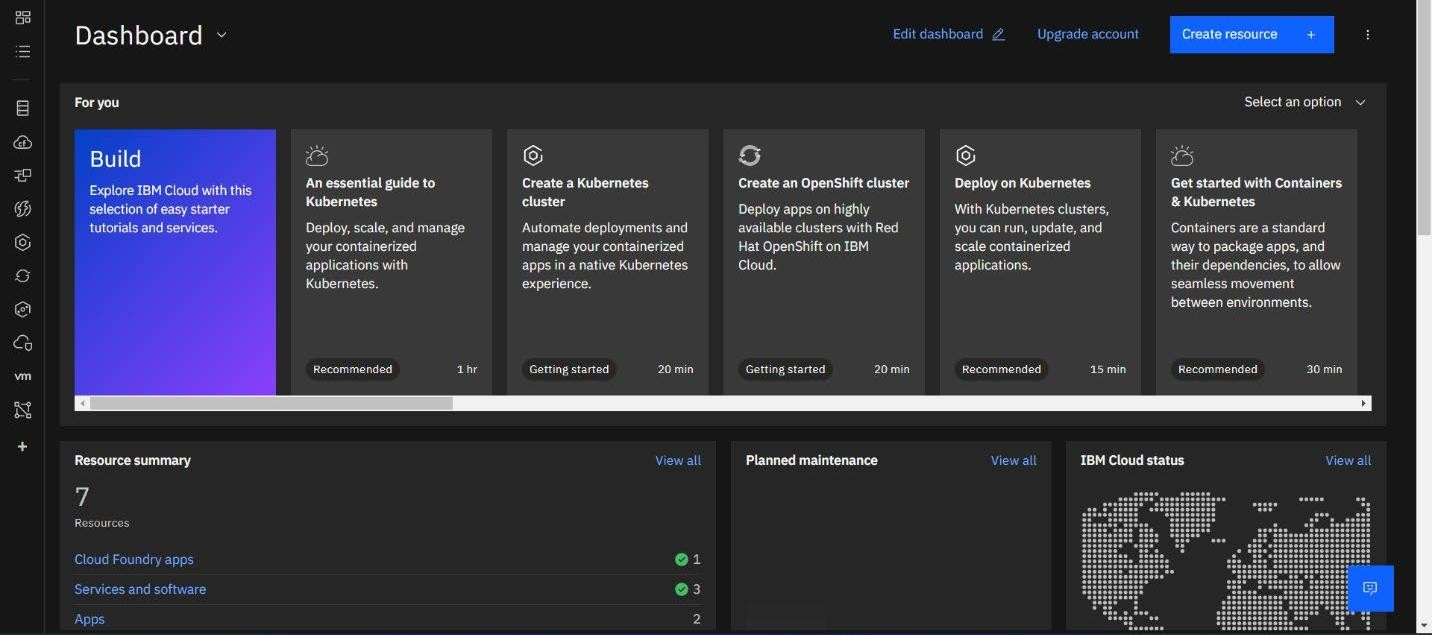 Dashboard
Edit dashboard
Upgrade account
Create resource +
For you
Select an option
Build
Explore IBM Cloud with this
selection of easy starter
tutorials and services.
An essential guide to
Kubernetes
Deploy, scale, and manage
your containerized
applications with
Kubernetes.
Recommended
1 hr
Create a Kubernetes
cluster
Automate deployments and
manage your containerized
apps in a native Kubernetes
experience.
Getting started
20 min
Create an OpenShift cluster
Deploy apps on highly
available clusters with Red
Hat OpenShift on IBM
Cloud.
Getting started
20 min
Deploy on Kubernetes
With Kubernetes clusters,
you can run, update, and
scale containerized
applications.
Recommended
15 min
Get started with Containers
& Kubernetes
Containers are a standard
way to package apps, and
their dependencies, to allow
seamless movement
between environments.
Recommended
30 min
cf
vm
Resource summary
View all
7
Resources
Cloud Foundry apps
1
Services and software
3
Apps
2
Planned maintenance
View all
IBM Cloud status
View all